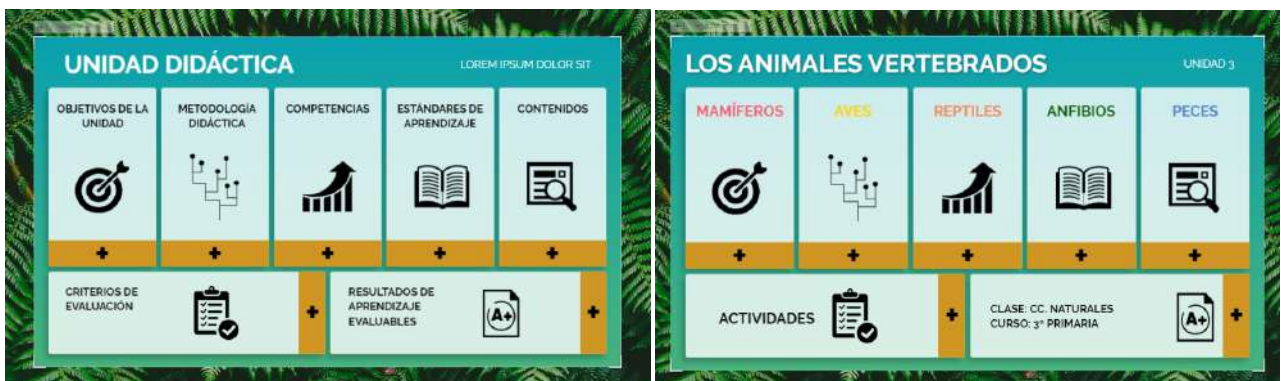 UNIDAD DIDÁCTICA
LOREM IPSUM DOLOR SIT
OBJETIVOS DE LA
UNIDAD
METODOLOGÍA
DIDÁCTICA
COMPETENCIAS
ESTÁNDARES DE
APRENDIZAJE
CONTENIDOS
+
+
+
+
+
CRITERIOS DE
EVALUACIÓN
+
RESULTADOS DE
APRENDIZAJE
EVALUABLES
A+
+
LOS ANIMALES VERTEBRADOS
UNIDAD 3
MAMÍFEROS
AVES
REPTILES
ANFIBIOS
PECES
+
+
+
+
+
ACTIVIDADES
+
CLASE: CC. NATURALES
CURSO: 3º PRIMARIA
A+
+